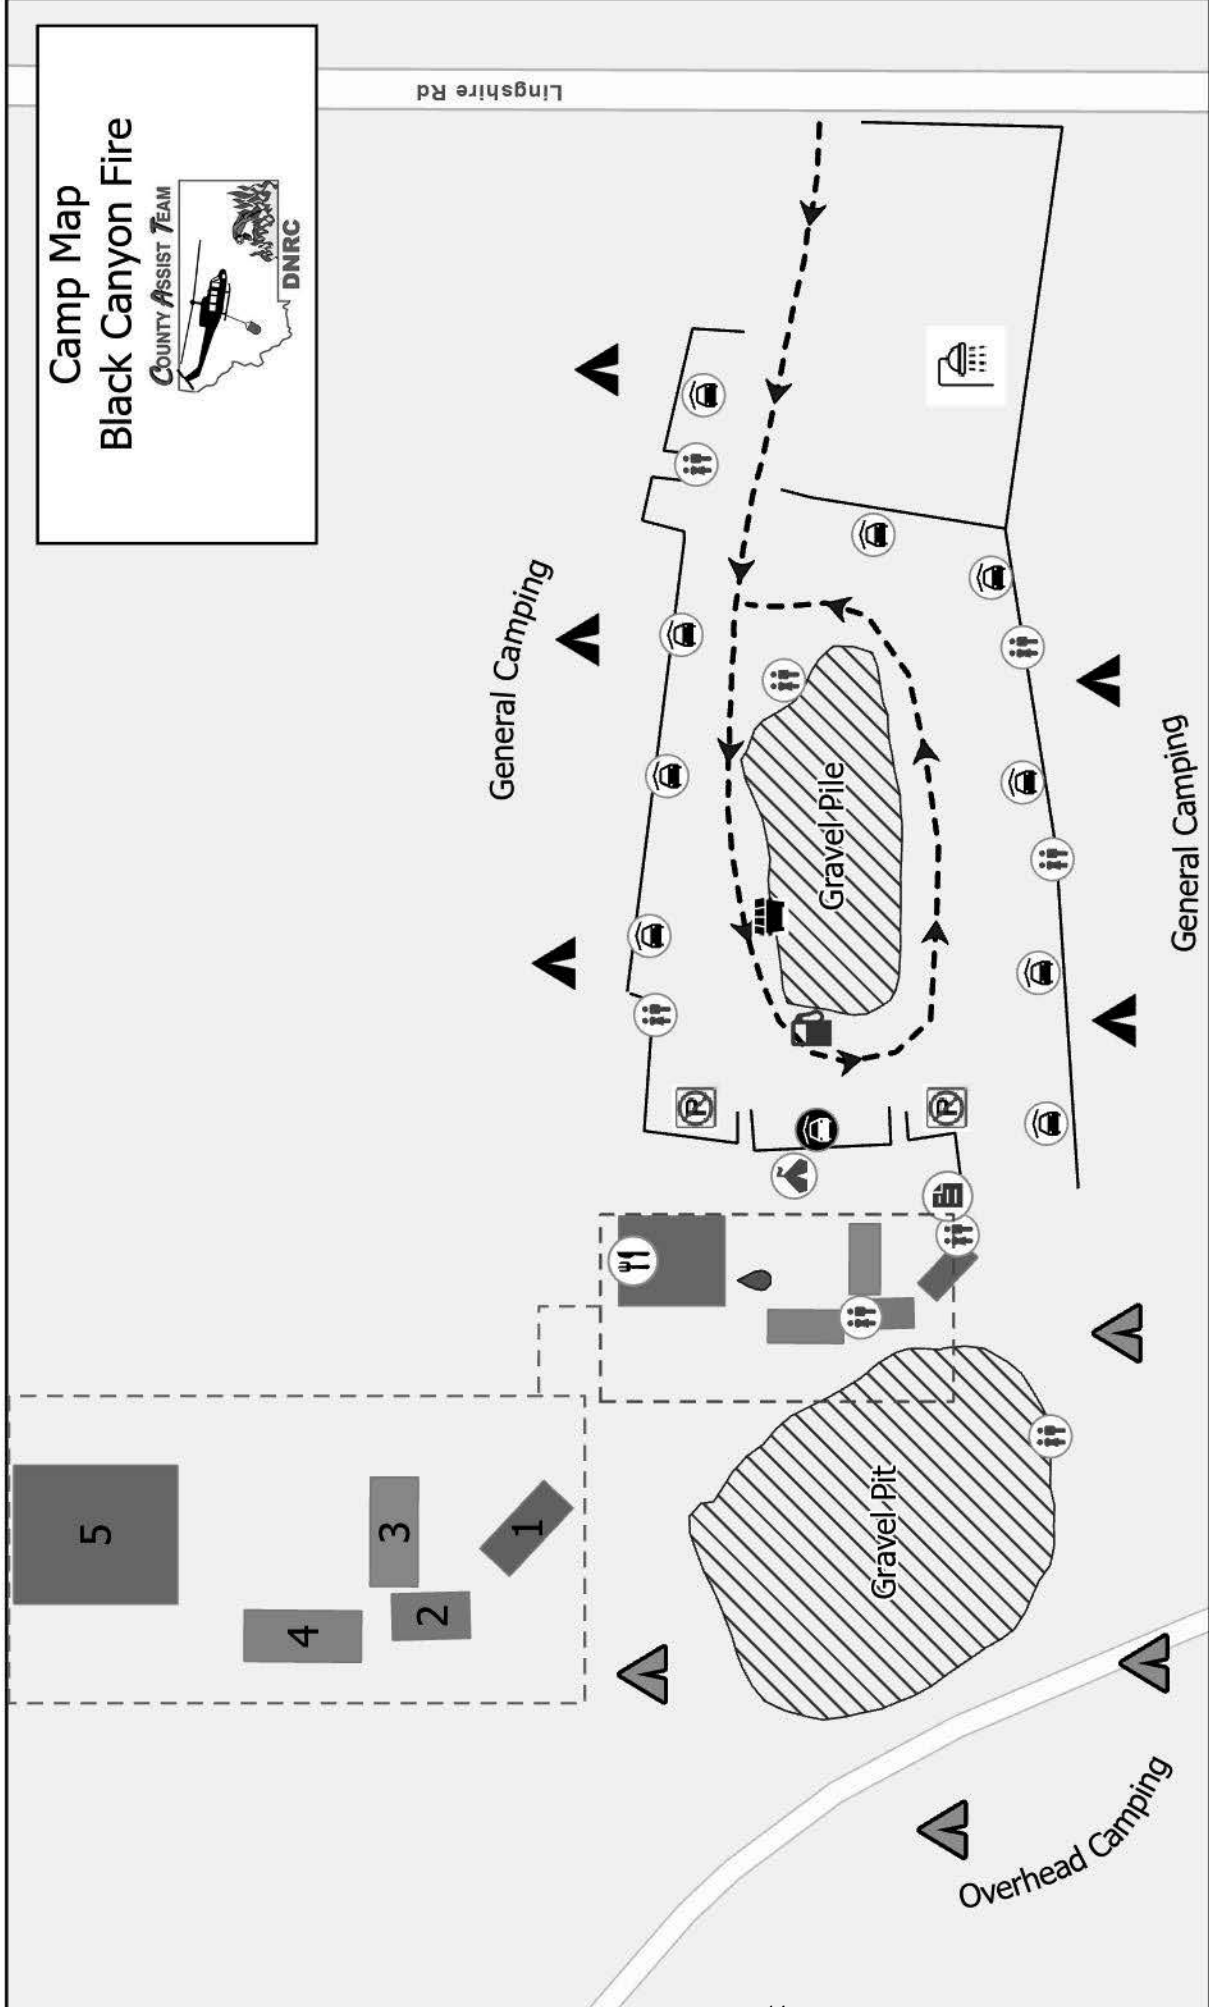 Camp Map
Black Canyon Fire
COUNTY ASSIST TEAM
DNRC
Lingshire Rd
General Camping
General Camping
Gravel Pile
P
P
5
4
3
2
1
Gravel Pit
Overhead Camping